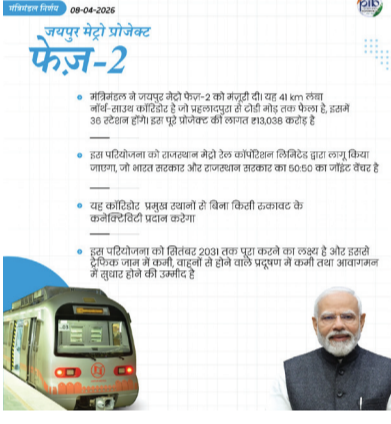 मंत्रिमंडल निर्णय 08-04-2026
जयपुर मेट्रो प्रोजेक्ट
फेज़-2
मंत्रिमंडल ने जयपुर मेट्रो फेज़-2 को मंज़ूरी दी। यह 41 km लंबा
नॉर्थ-साउथ कॉरिडोर है जो प्रहलादपुरा से टोडी मोड़ तक फैला है, इसमें
36 स्टेशन होंगे। इस पूरे प्रोजेक्ट की लागत ₹13,038 करोड़ है
इस परियोजना को राजस्थान मेट्रो रेल कॉर्पोरेशन लिमिटेड द्वारा लागू किया
जाएगा, जो भारत सरकार और राजस्थान सरकार का 50:50 का जॉइंट वेंचर है
यह कॉरिडोर प्रमुख स्थानों से बिना किसी रुकावट के
कनेक्टिविटी प्रदान करेगा
इस परियोजना को सितंबर 2031 तक पूरा करने का लक्ष्य है और इससे
ट्रैफिक जाम में कमी, वाहनों से होने वाले प्रदूषण में कमी तथा आवागमन
में सुधार होने की उम्मीद है